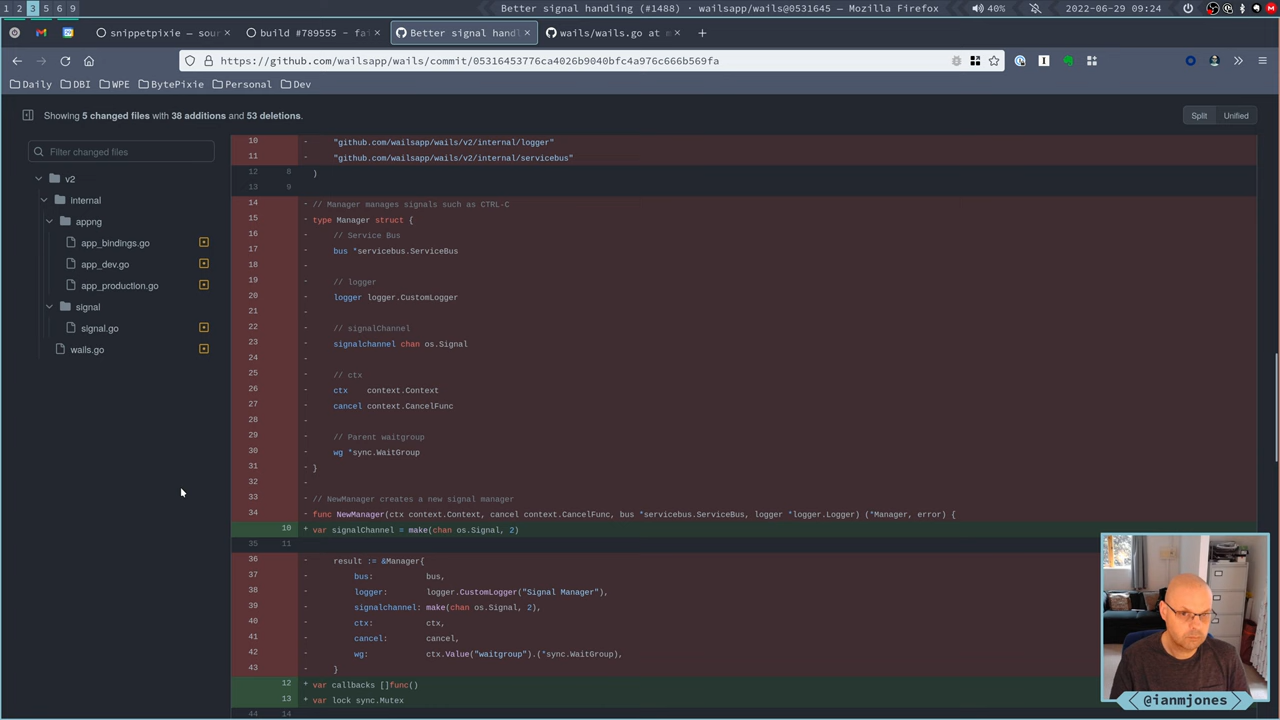 1 2 3 5 6 9
Better signal handling (#1488) · wailsapp/wails@0531645 — Mozilla Firefox
40%
2022-06-29 09:24
snippetpixie — sour
build #789555 - fai
Better signal handl
wails/wails.go at m
https://github.com/wailsapp/wails/commit/05316453776ca4026b9040bfc4a976c666b569fa
Daily
DBI
WPE
BytePixie
Personal
Dev
Showing 5 changed files with 38 additions and 53 deletions.
Split
Unified
Filter changed files
v2
internal
appng
app_bindings.go
app_dev.go
app_production.go
signal
signal.go
wails.go
10 - "github.com/wailsapp/wails/v2/internal/logger"
11 - "github.com/wailsapp/wails/v2/internal/servicebus"
12 8 )
13 9
14 - // Manager manages signals such as CTRL-C
15 - type Manager struct {
16 - // Service Bus
17 - bus *servicebus.ServiceBus
18 -
19 - // logger
20 - logger logger.CustomLogger
21 -
22 - // signalChannel
23 - signalchannel chan os.Signal
24 -
25 - // ctx
26 - ctx context.Context
27 - cancel context.CancelFunc
28 -
29 - // Parent waitgroup
30 - wg *sync.WaitGroup
31 - }
32 -
33 - // NewManager creates a new signal manager
34 - func NewManager(ctx context.Context, cancel context.CancelFunc, bus *servicebus.ServiceBus, logger *logger.Logger) (*Manager, error) {
10 + var signalChannel = make(chan os.Signal, 2)
35 11
36 - result := &Manager{
37 - bus: bus,
38 - logger: logger.CustomLogger("Signal Manager"),
39 - signalchannel: make(chan os.Signal, 2),
40 - ctx: ctx,
41 - cancel: cancel,
42 - wg: ctx.Value("waitgroup").(*sync.WaitGroup),
43 - }
12 + var callbacks []func()
13 + var lock sync.Mutex
44 14
@ianmjones